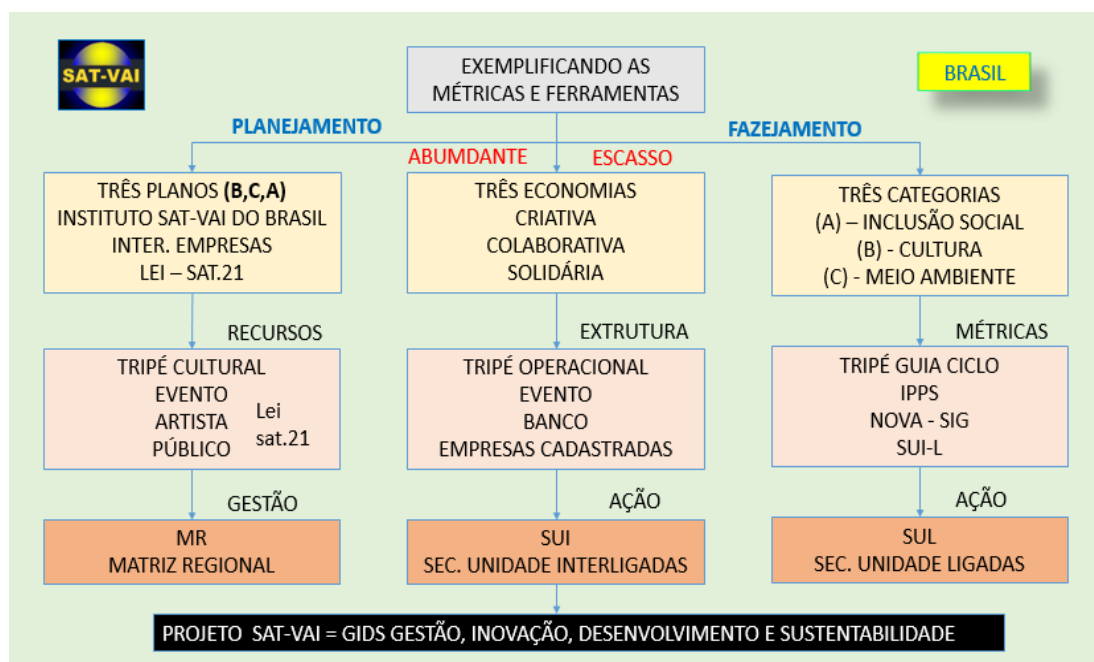 SAT-VAI
EXEMPLIFICANDO AS
MÉTRICAS E FERRAMENTAS
BRASIL
PLANEJAMENTO
FAZEJAMENTO
ABUMDANTE
ESCASSO
TRÊS PLANOS (B,C,A)
INSTITUTO SAT-VAI DO BRASIL
INTER. EMPRESAS
LEI – SAT.21
TRÊS ECONOMIAS
CRIATIVA
COLABORATIVA
SOLIDÁRIA
TRÊS CATEGORIAS
(A) – INCLUSÃO SOCIAL
(B) - CULTURA
(C) - MEIO AMBIENTE
RECURSOS
EXTRUTURA
MÉTRICAS
TRIPÉ CULTURAL
EVENTO
ARTISTA
PÚBLICO
Lei
sat.21
TRIPÉ OPERACIONAL
EVENTO
BANCO
EMPRESAS CADASTRADAS
TRIPÉ GUIA CICLO
IPPS
NOVA - SIG
SUI-L
GESTÃO
AÇÃO
AÇÃO
MR
MATRIZ REGIONAL
SUI
SEC. UNIDADE INTERLIGADAS
SUL
SEC. UNIDADE LIGADAS
PROJETO SAT-VAI = GIDS GESTÃO, INOVAÇÃO, DESENVOLVIMENTO E SUSTENTABILIDADE